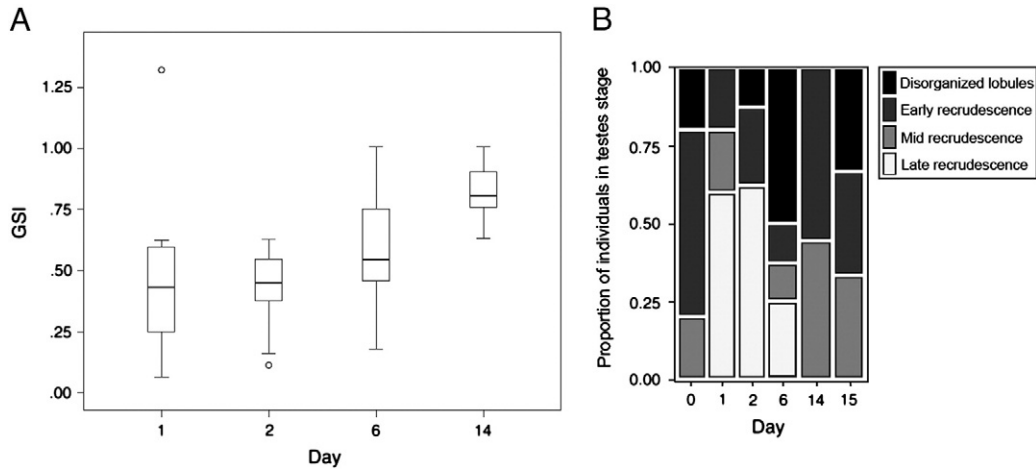 A
GSI
1.25
1.00
.75
.50
.25
.00
1 2 6 14
Day
B
Proportion of individuals in testes stage
1.00
0.75
0.50
0.25
0.00
0 1 2 6 14 15
Day
Disorganized lobules
Early recrudescence
Mid recrudescence
Late recrudescence